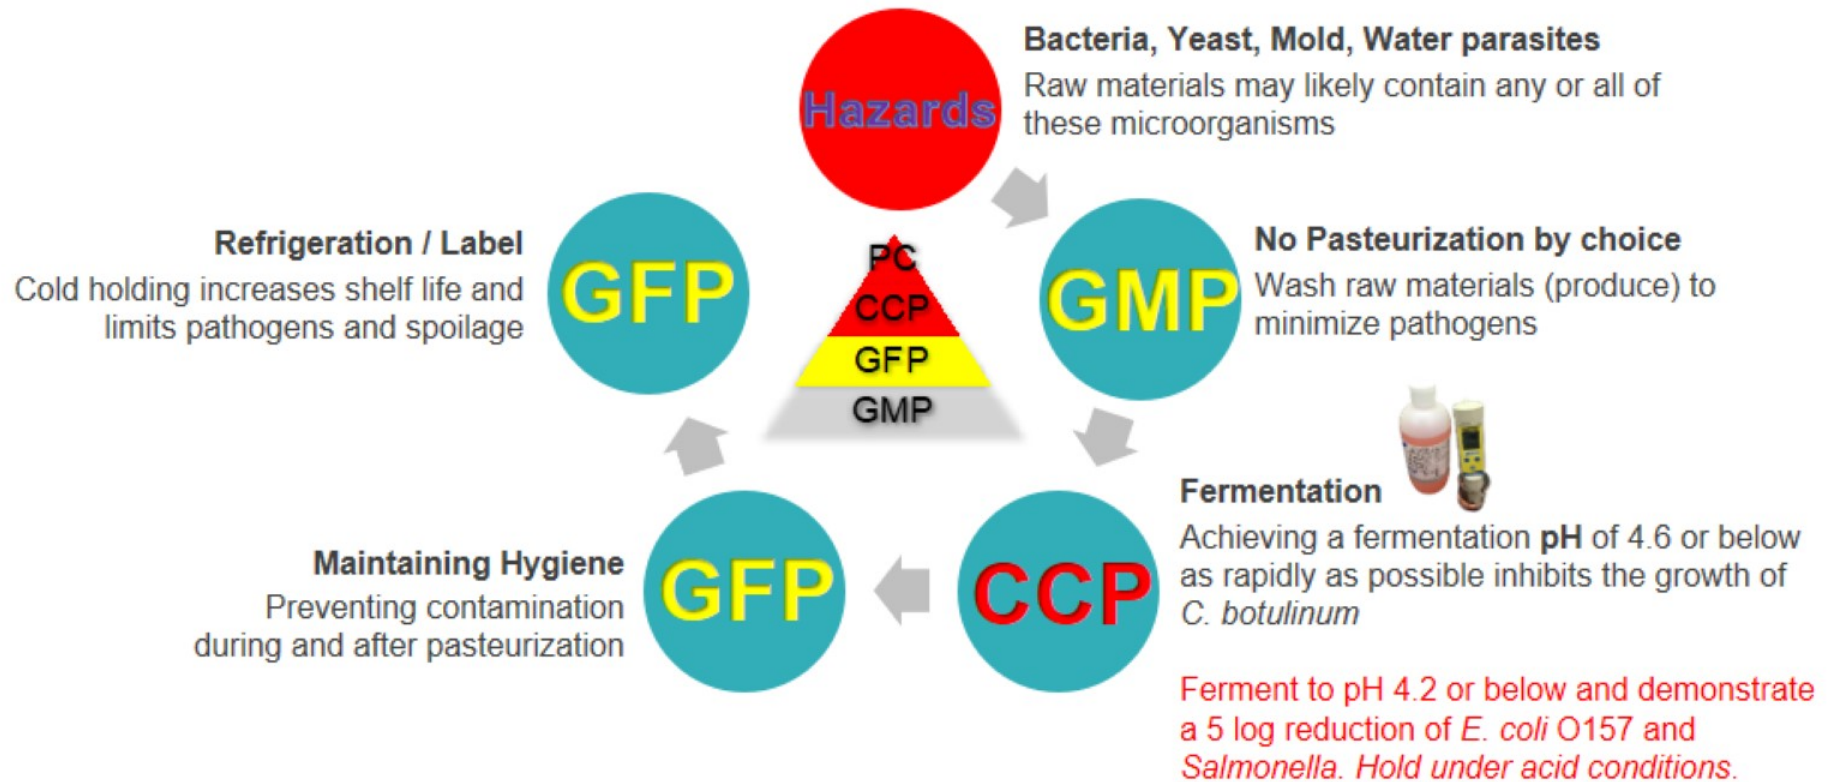 Hazards
Bacteria, Yeast, Mold, Water parasites
Raw materials may likely contain any or all of
these microorganisms
GMP
No Pasteurization by choice
Wash raw materials (produce) to
minimize pathogens
CCP
Fermentation
Achieving a fermentation pH of 4.6 or below
as rapidly as possible inhibits the growth of
C. botulinum
Ferment to pH 4.2 or below and demonstrate
a 5 log reduction of E. coli O157 and
Salmonella. Hold under acid conditions.
GFP
Maintaining Hygiene
Preventing contamination
during and after pasteurization
GFP
Refrigeration / Label
Cold holding increases shelf life and
limits pathogens and spoilage
PC
CCP
GFP
GMP